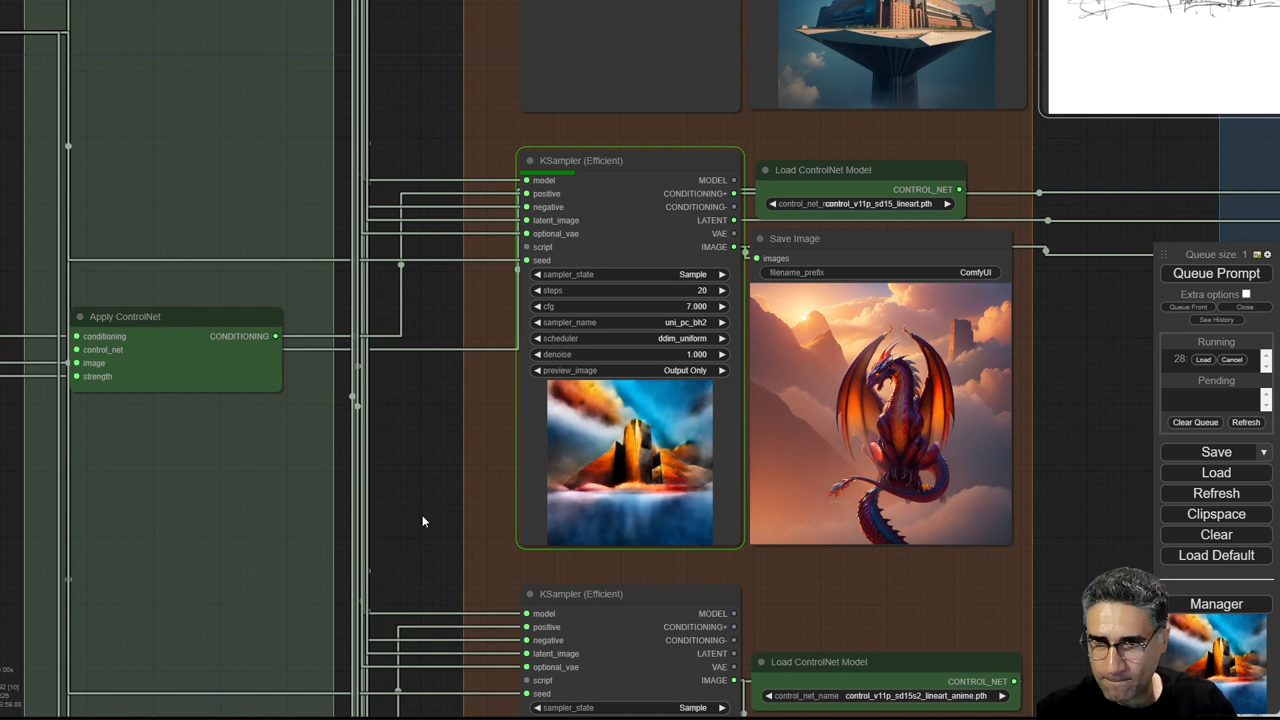 KSampler (Efficient)
model
MODEL
positive
CONDITIONING+
negative
CONDITIONING-
latent_image
LATENT
optional_vae
VAE
script
IMAGE
seed
sampler_state
Sample
steps
20
cfg
7.000
sampler_name
uni_pc_bh2
scheduler
ddim_uniform
denoise
1.000
preview_image
Output Only
Load ControlNet Model
CONTROL_NET
control_v11p_sd15_lineart.pth
Save Image
images
filename_prefix
ComfyUI
Apply ControlNet
conditioning
CONDITIONING
control_net
image
strength
KSampler (Efficient)
model
MODEL
positive
CONDITIONING+
negative
CONDITIONING-
latent_image
LATENT
optional_vae
VAE
script
IMAGE
seed
sampler_state
Sample
Load ControlNet Model
CONTROL_NET
control_net_name
control_v11p_sd15s2_lineart_anime.pth
Queue size: 1
Queue Prompt
Extra options
Queue Front
Close
See History
Running
28:
Load
Cancel
Pending
Clear Queue
Refresh
Save
Load
Refresh
Clipspace
Clear
Load Default
Manager